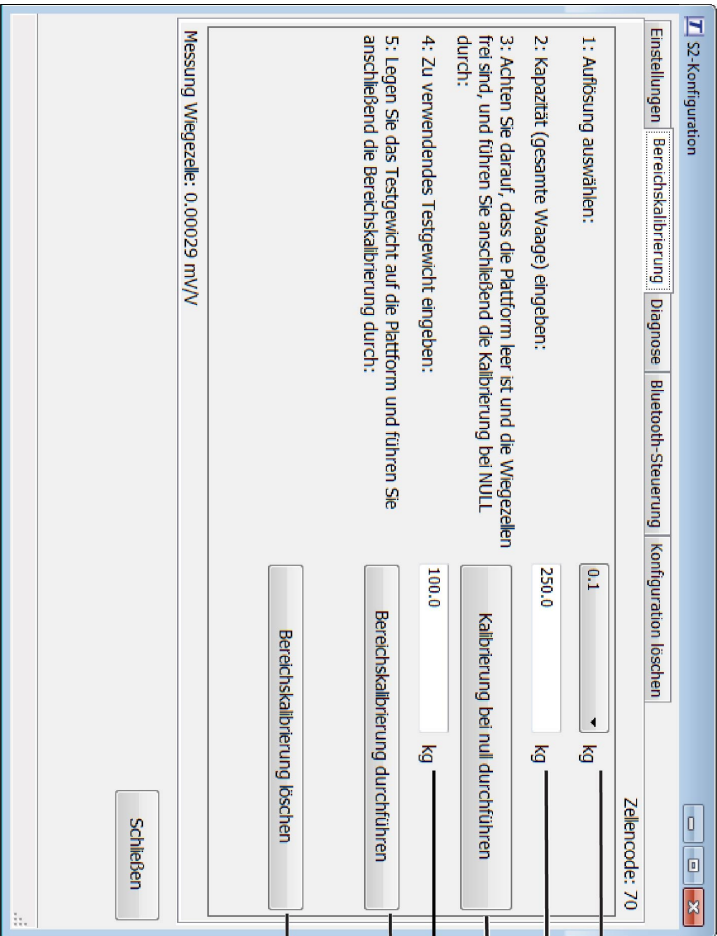 S2-Konfiguration
Einstellungen Bereichskalibrierung Diagnose Bluetooth-Steuerung Konfiguration löschen
Zellencode: 70
1: Auflösung auswählen:
0.1 kg
2: Kapazität (gesamte Waage) eingeben:
250.0 kg
3: Achten Sie darauf, dass die Plattform leer ist und die Wiegezellen
frei sind, und führen Sie anschließend die Kalibrierung bei NULL
durch:
Kalibrierung bei null durchführen
4: Zu verwendendes Testgewicht eingeben:
100.0 kg
5: Legen Sie das Testgewicht auf die Plattform und führen Sie
anschließend die Bereichskalibrierung durch:
Bereichskalibrierung durchführen
Bereichskalibrierung löschen
Messung Wiegezelle: 0.00029 mV/V
Schließen